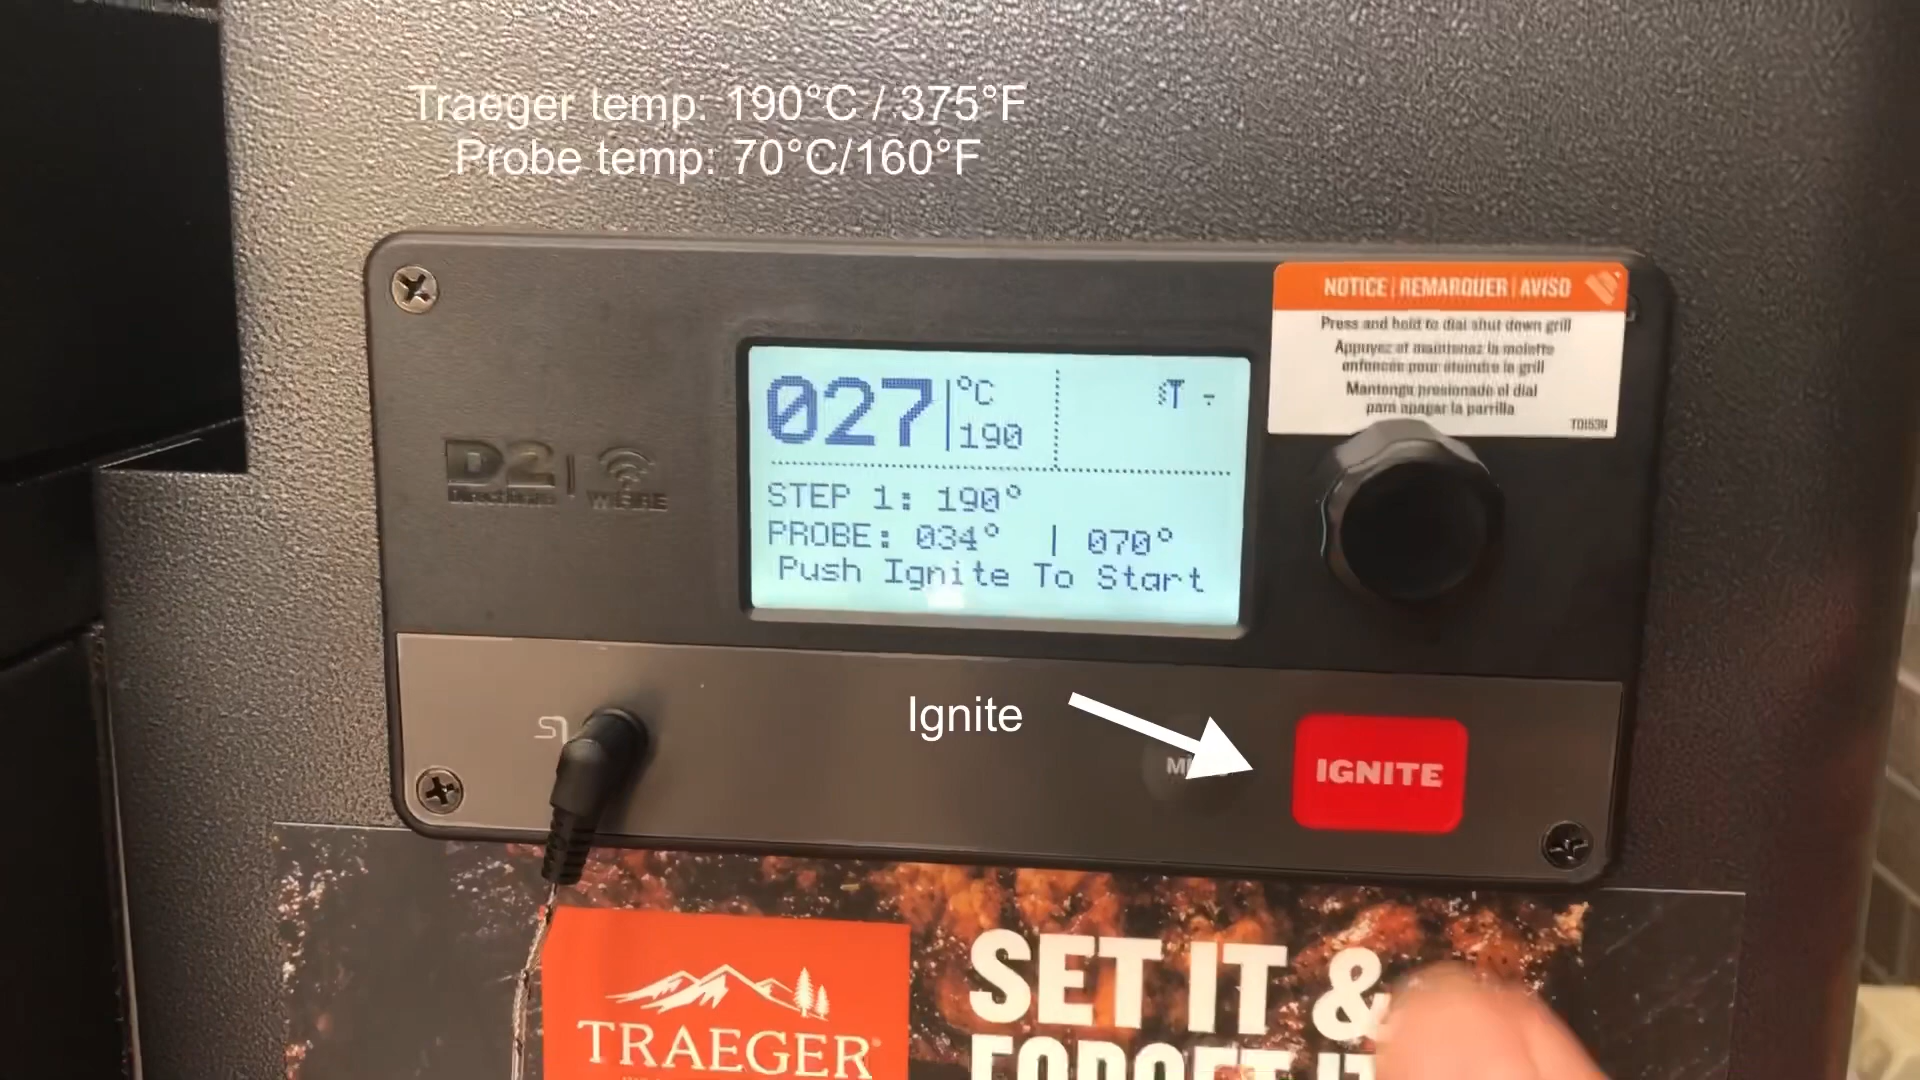 Traeger temp: 190°C / 375°F
Probe temp: 70°C/160°F
NOTICE | REMARQUER | AVISO
Press and hold to dial shut down grill
Appuyez et maintenez la molette
enfoncée pour éteindre le grill
Mantenga presionado el dial
para apagar la parrilla
027 °C
190
STEP 1: 190°
PROBE: 034° | 070°
Push Ignite To Start
D2
Ignite
IGNITE
SET IT &
TRAEGER